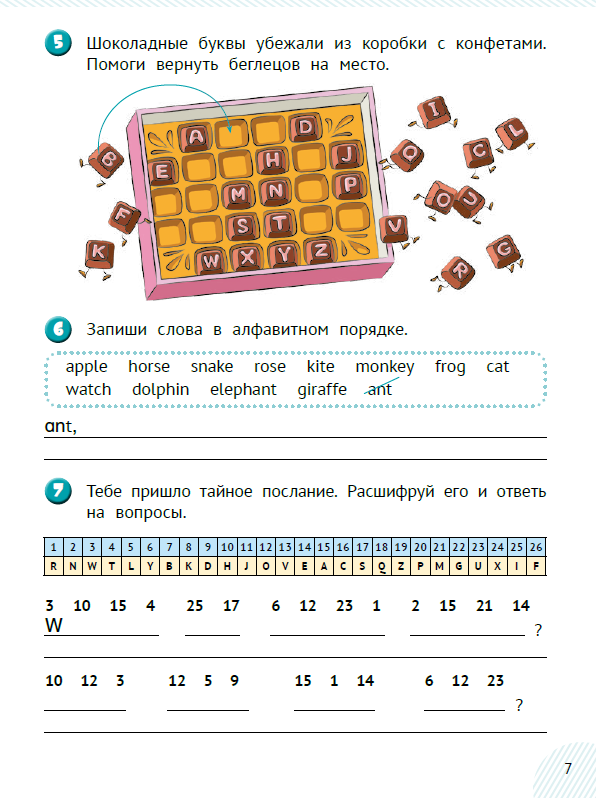 5 Шоколадные буквы убежали из коробки с конфетами.
Помоги вернуть беглецов на место.
A D
E H J
M N P
S T
W X Y Z
B
F
K
I
L
Q
C
O U
V
R
G
6 Запиши слова в алфавитном порядке.
apple horse snake rose kite monkey frog cat
watch dolphin elephant giraffe ant
ant,
7 Тебе пришло тайное послание. Расшифруй его и ответь
на вопросы.
1 2 3 4 5 6 7 8 9 10 11 12 13 14 15 16 17 18 19 20 21 22 23 24 25 26
R N W T L Y B K D H J O V E A C S Q Z P M G U X I F
3 10 15 4 25 17 6 12 23 1 2 15 21 14
W ?
10 12 3 12 5 9 15 1 14 6 12 23
?
7